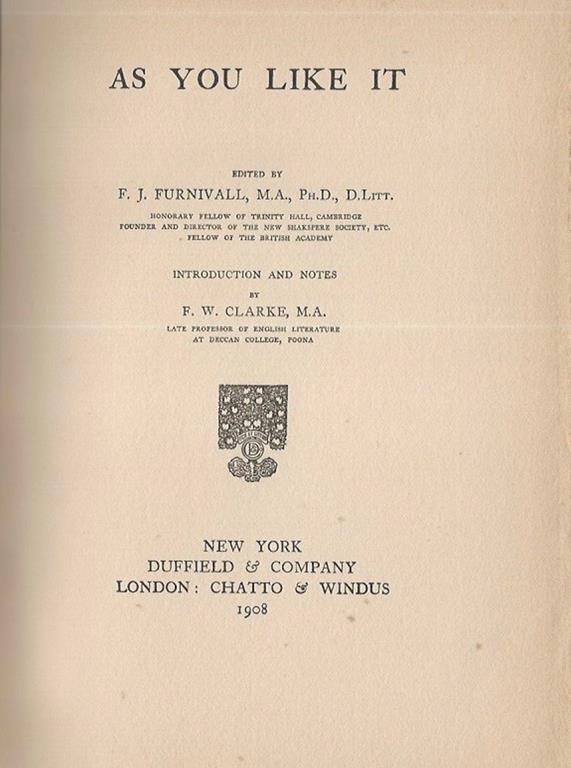 AS YOU LIKE IT
EDITED BY
F. J. FURNIVALL, M.A., PH.D., D.LITT.
HONORARY FELLOW OF TRINITY HALL, CAMBRIDGE
FOUNDER AND DIRECTOR OF THE NEW SHAKSPERE SOCIETY, ETC.
FELLOW OF THE BRITISH ACADEMY
INTRODUCTION AND NOTES
BY
F. W. CLARKE, M.A.
LATE PROFESSOR OF ENGLISH LITERATURE
AT DECCAN COLLEGE, POONA
NEW YORK
DUFFIELD & COMPANY
LONDON: CHATTO & WINDUS
1908